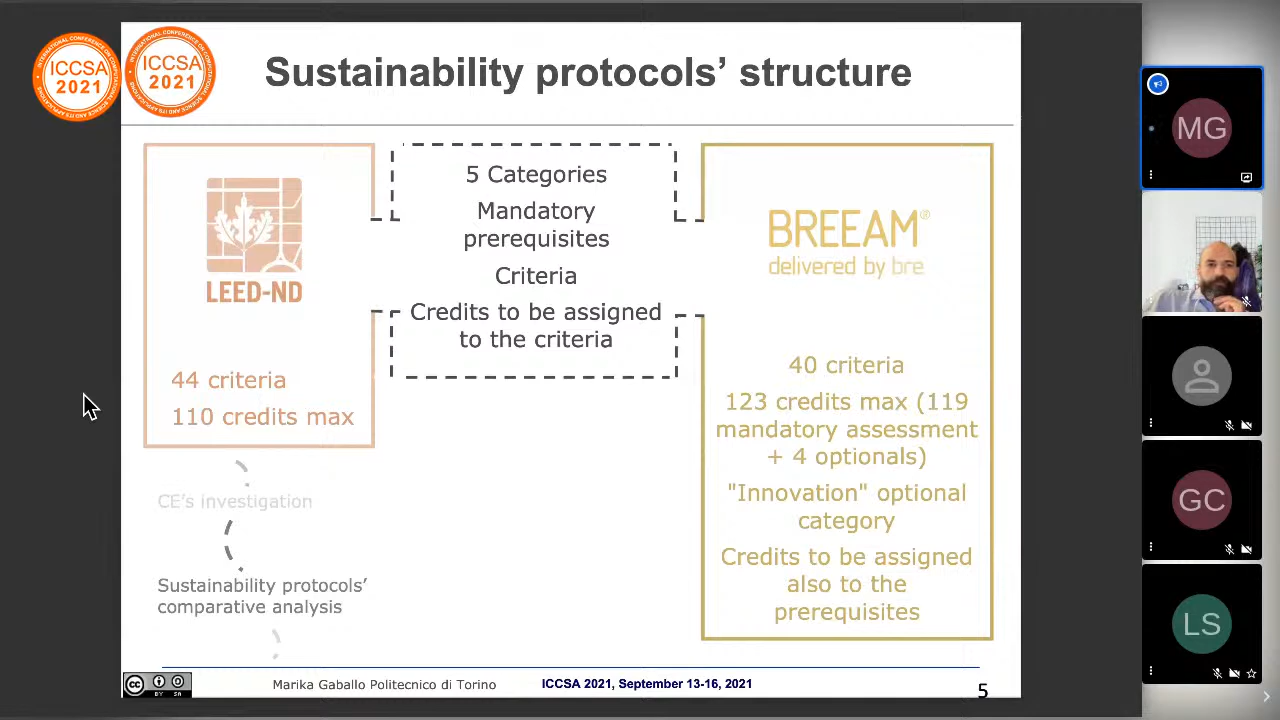 ICCSA
2021
ICCSA
2021
Sustainability protocols’ structure
LEED-ND
44 criteria
110 credits max
5 Categories
Mandatory
prerequisites
Criteria
Credits to be assigned
to the criteria
BREEAM®
delivered by bre
40 criteria
123 credits max (119
mandatory assessment
+ 4 optionals)
"Innovation" optional
category
Credits to be assigned
also to the
prerequisites
CE’s investigation
Sustainability protocols’
comparative analysis
cc
BY SA
Marika Gaballo Politecnico di Torino
ICCSA 2021, September 13-16, 2021
5
MG
GC
LS